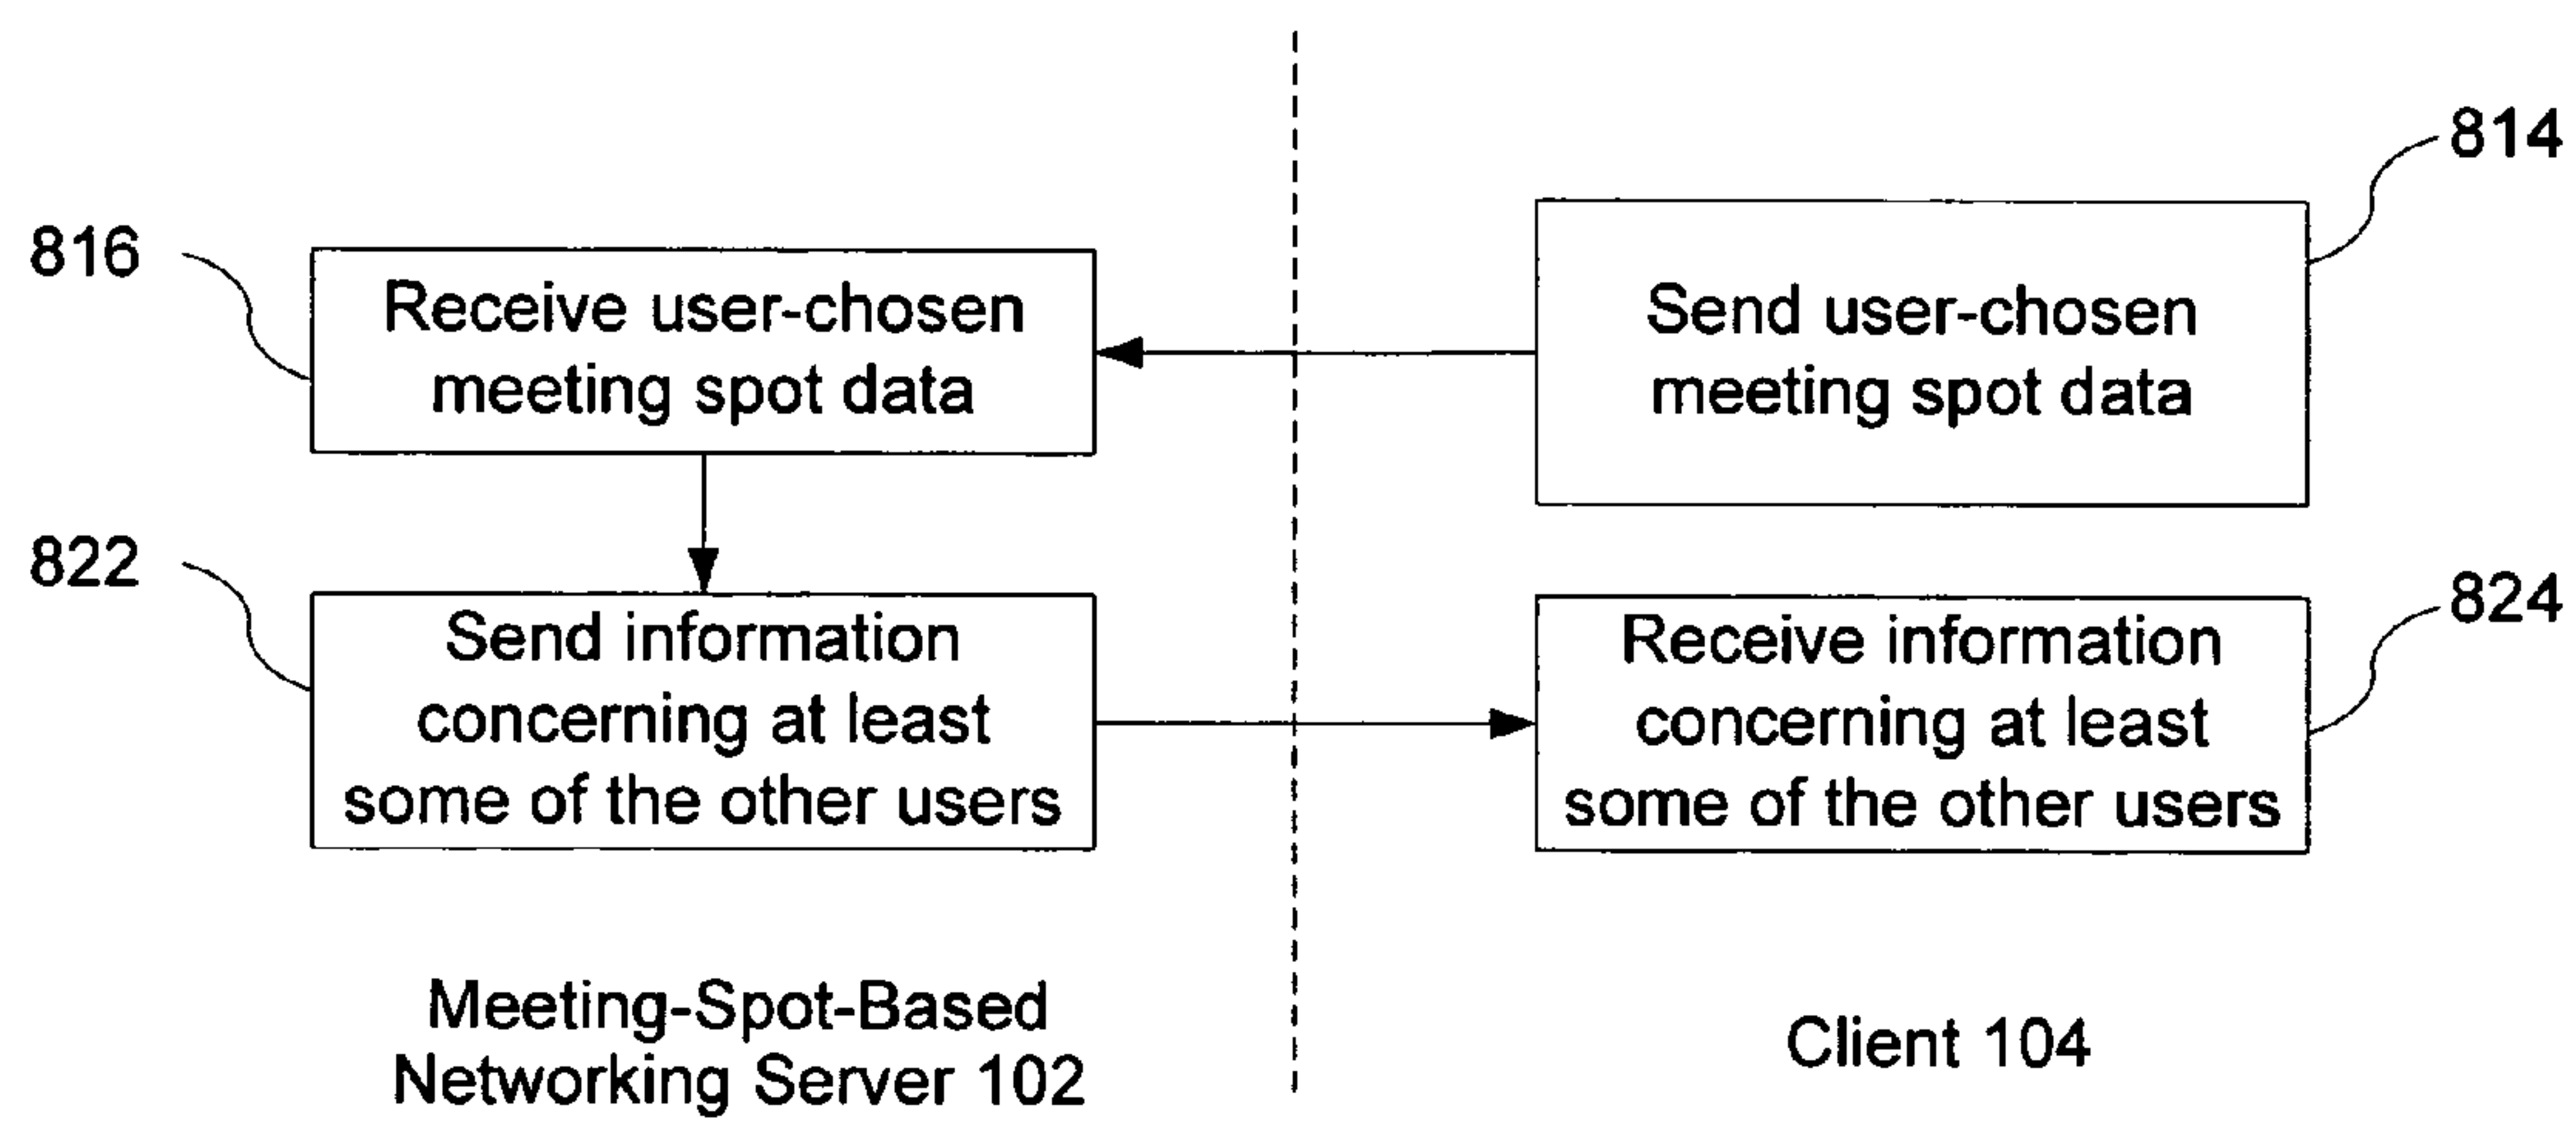 814
816
Receive user-chosen
meeting spot data
Send user-chosen
meeting spot data
822
Send information
concerning at least
some of the other users
824
Receive information
concerning at least
some of the other users
Meeting-Spot-Based
Networking Server 102
Client 104